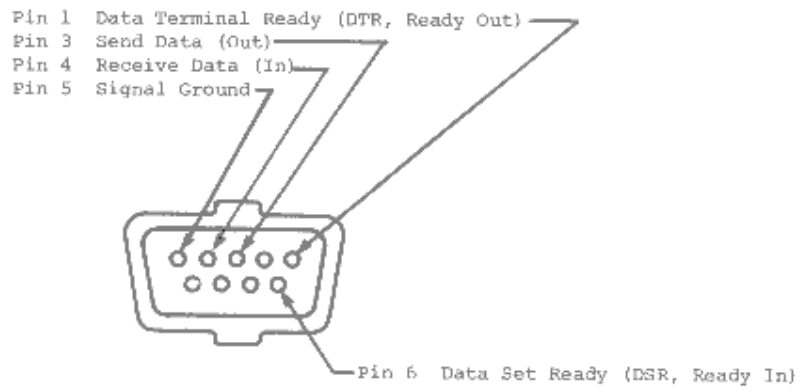 Pin 1 Data Terminal Ready (DTR, Ready Out)
Pin 3 Send Data (Out)
Pin 4 Receive Data (In)
Pin 5 Signal Ground
Pin 6 Data Set Ready (DSR, Ready In)